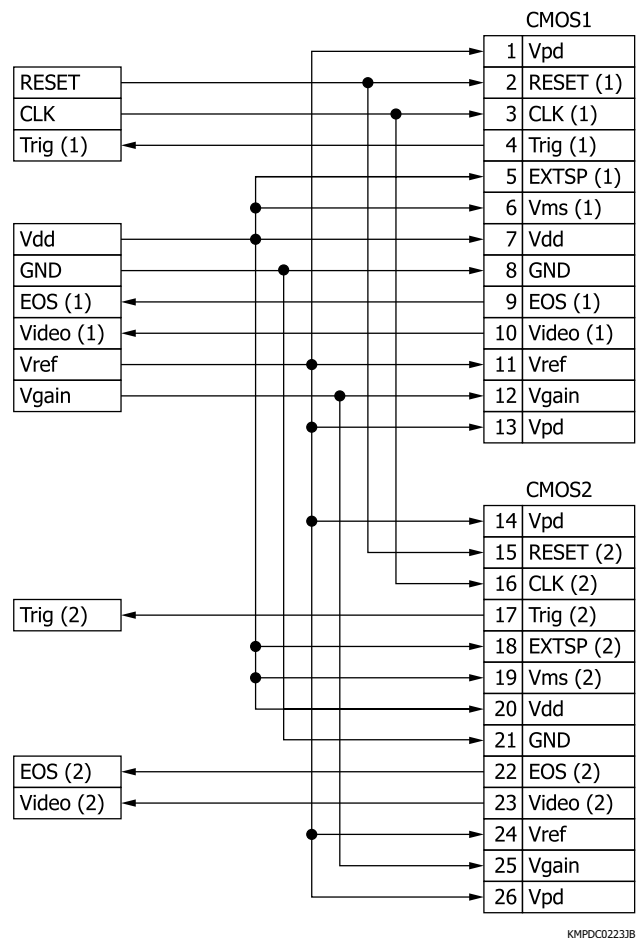 CMOS1
1 Vpd
RESET 2 RESET (1)
CLK 3 CLK (1)
Trig (1) 4 Trig (1)
5 EXTSP (1)
6 Vms (1)
Vdd 7 Vdd
GND 8 GND
EOS (1) 9 EOS (1)
Video (1) 10 Video (1)
Vref 11 Vref
Vgain 12 Vgain
13 Vpd
CMOS2
14 Vpd
15 RESET (2)
16 CLK (2)
Trig (2) 17 Trig (2)
18 EXTSP (2)
19 Vms (2)
20 Vdd
21 GND
EOS (2) 22 EOS (2)
Video (2) 23 Video (2)
24 Vref
25 Vgain
26 Vpd
KMPDC0223JB